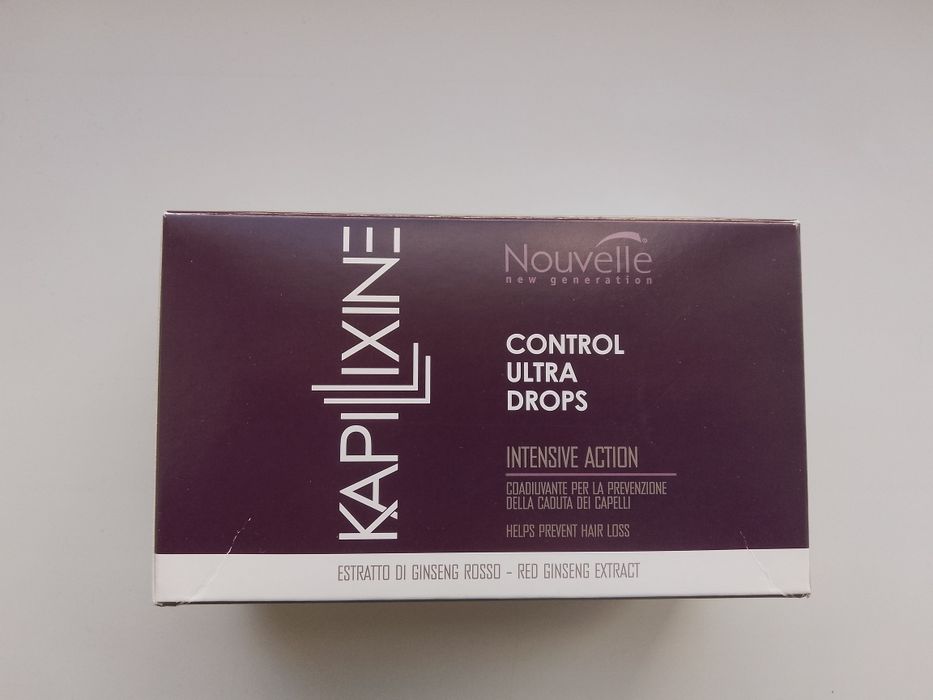 KAPILLIXINE
Nouvelle®
new generation
CONTROL
ULTRA
DROPS
INTENSIVE ACTION
COADIUVANTE PER LA PREVENZIONE
DELLA CADUTA DEI CAPELLI
HELPS PREVENT HAIR LOSS
ESTRATTO DI GINSENG ROSSO - RED GINSENG EXTRACT